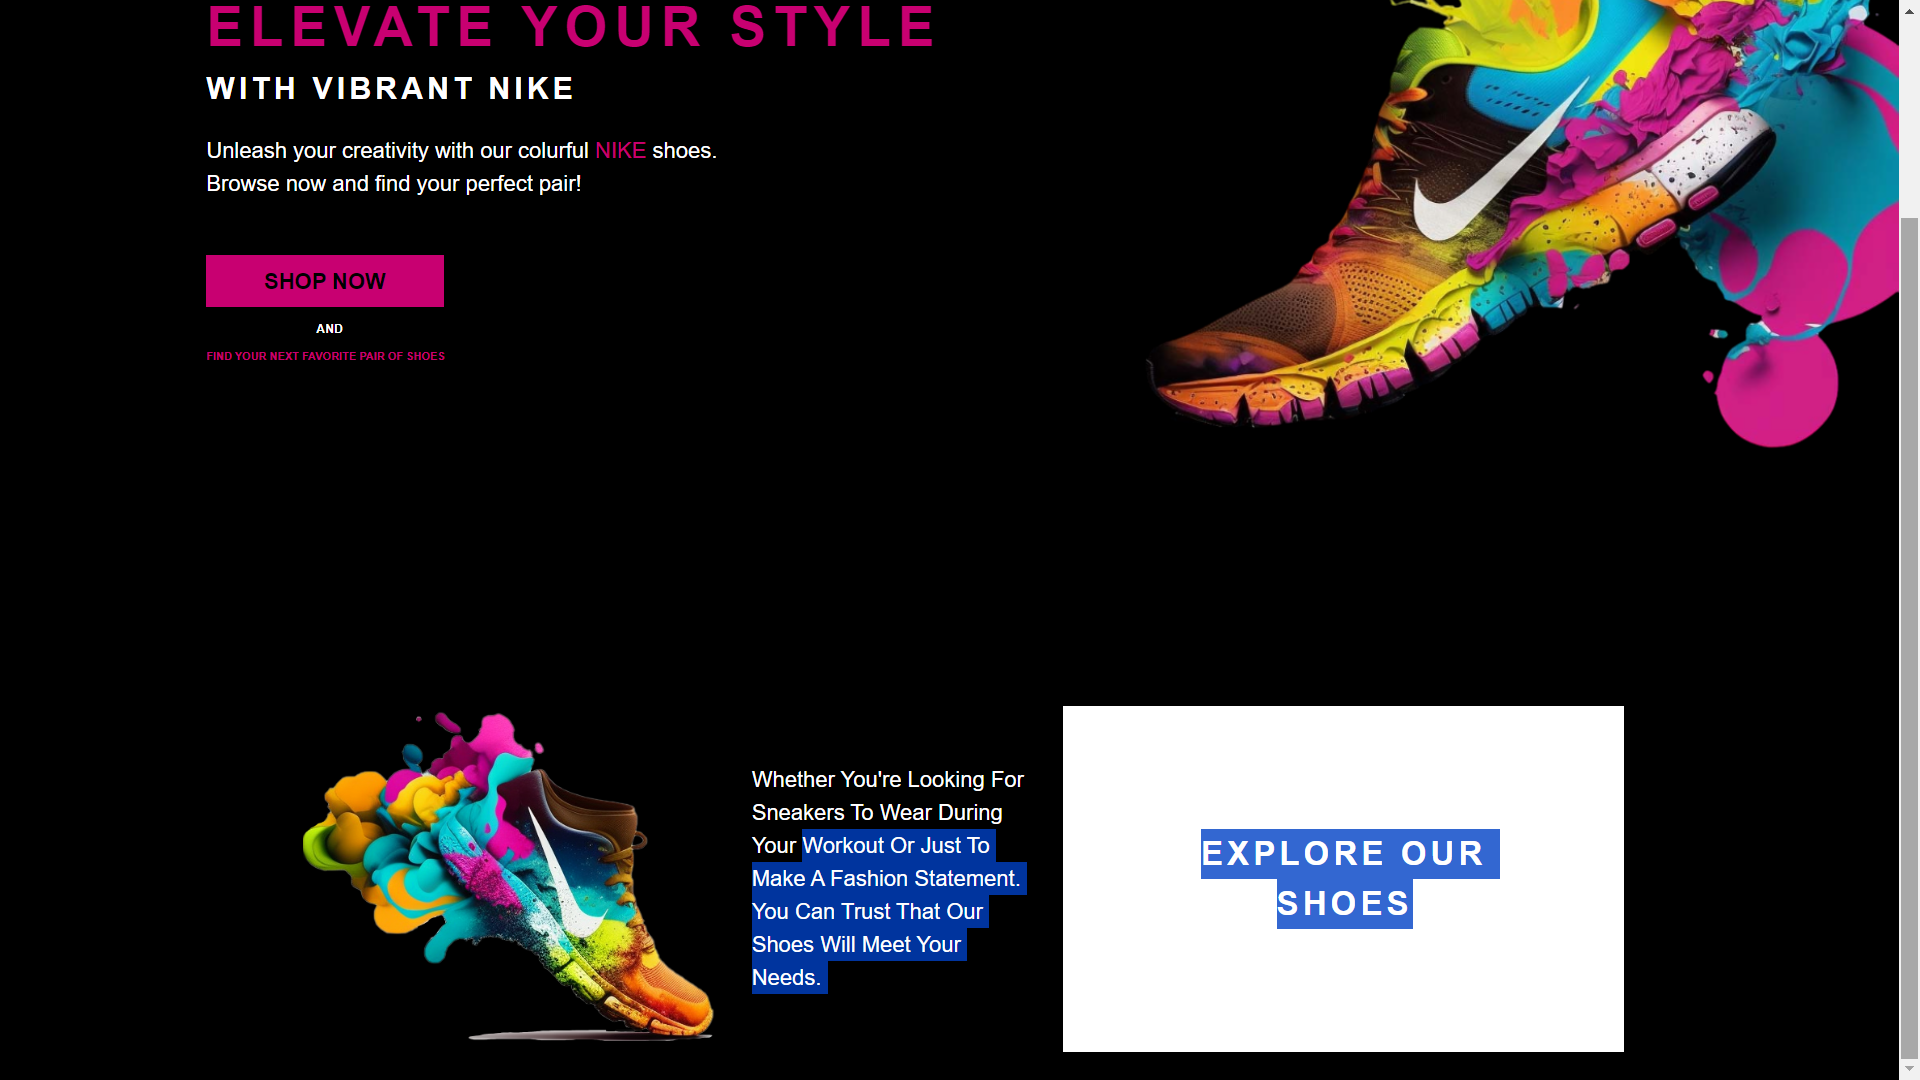 ELEVATE YOUR STYLE
WITH VIBRANT NIKE
Unleash your creativity with our colurful NIKE shoes.
Browse now and find your perfect pair!
SHOP NOW
AND
FIND YOUR NEXT FAVORITE PAIR OF SHOES
Whether You're Looking For
Sneakers To Wear During
Your Workout Or Just To
Make A Fashion Statement.
You Can Trust That Our
Shoes Will Meet Your
Needs.
EXPLORE OUR
SHOES